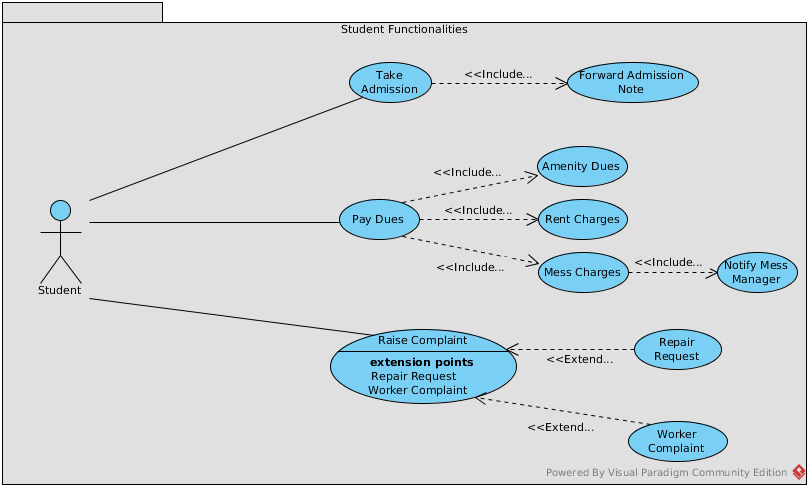 Student Functionalities
Take
Admission
<<Include...
Forward Admission
Note
<<Include...
Amenity Dues
Pay Dues
<<Include...
Rent Charges
<<Include...
Mess Charges
<<Include...
Notify Mess
Manager
Student
Raise Complaint
extension points
Repair Request
Worker Complaint
<<Extend...
Repair
Request
<<Extend...
Worker
Complaint
Powered By Visual Paradigm Community Edition